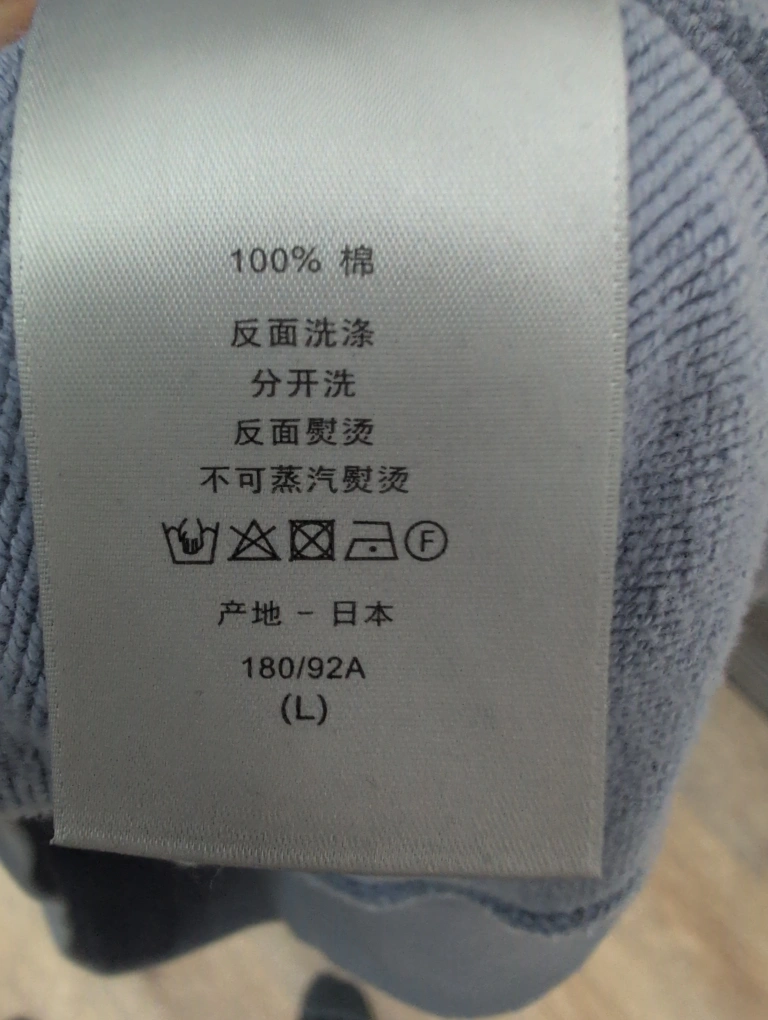 100% 棉
反面洗涤
分开洗
反面熨烫
不可蒸汽熨烫
F
产地 - 日本
180/92A
(L)